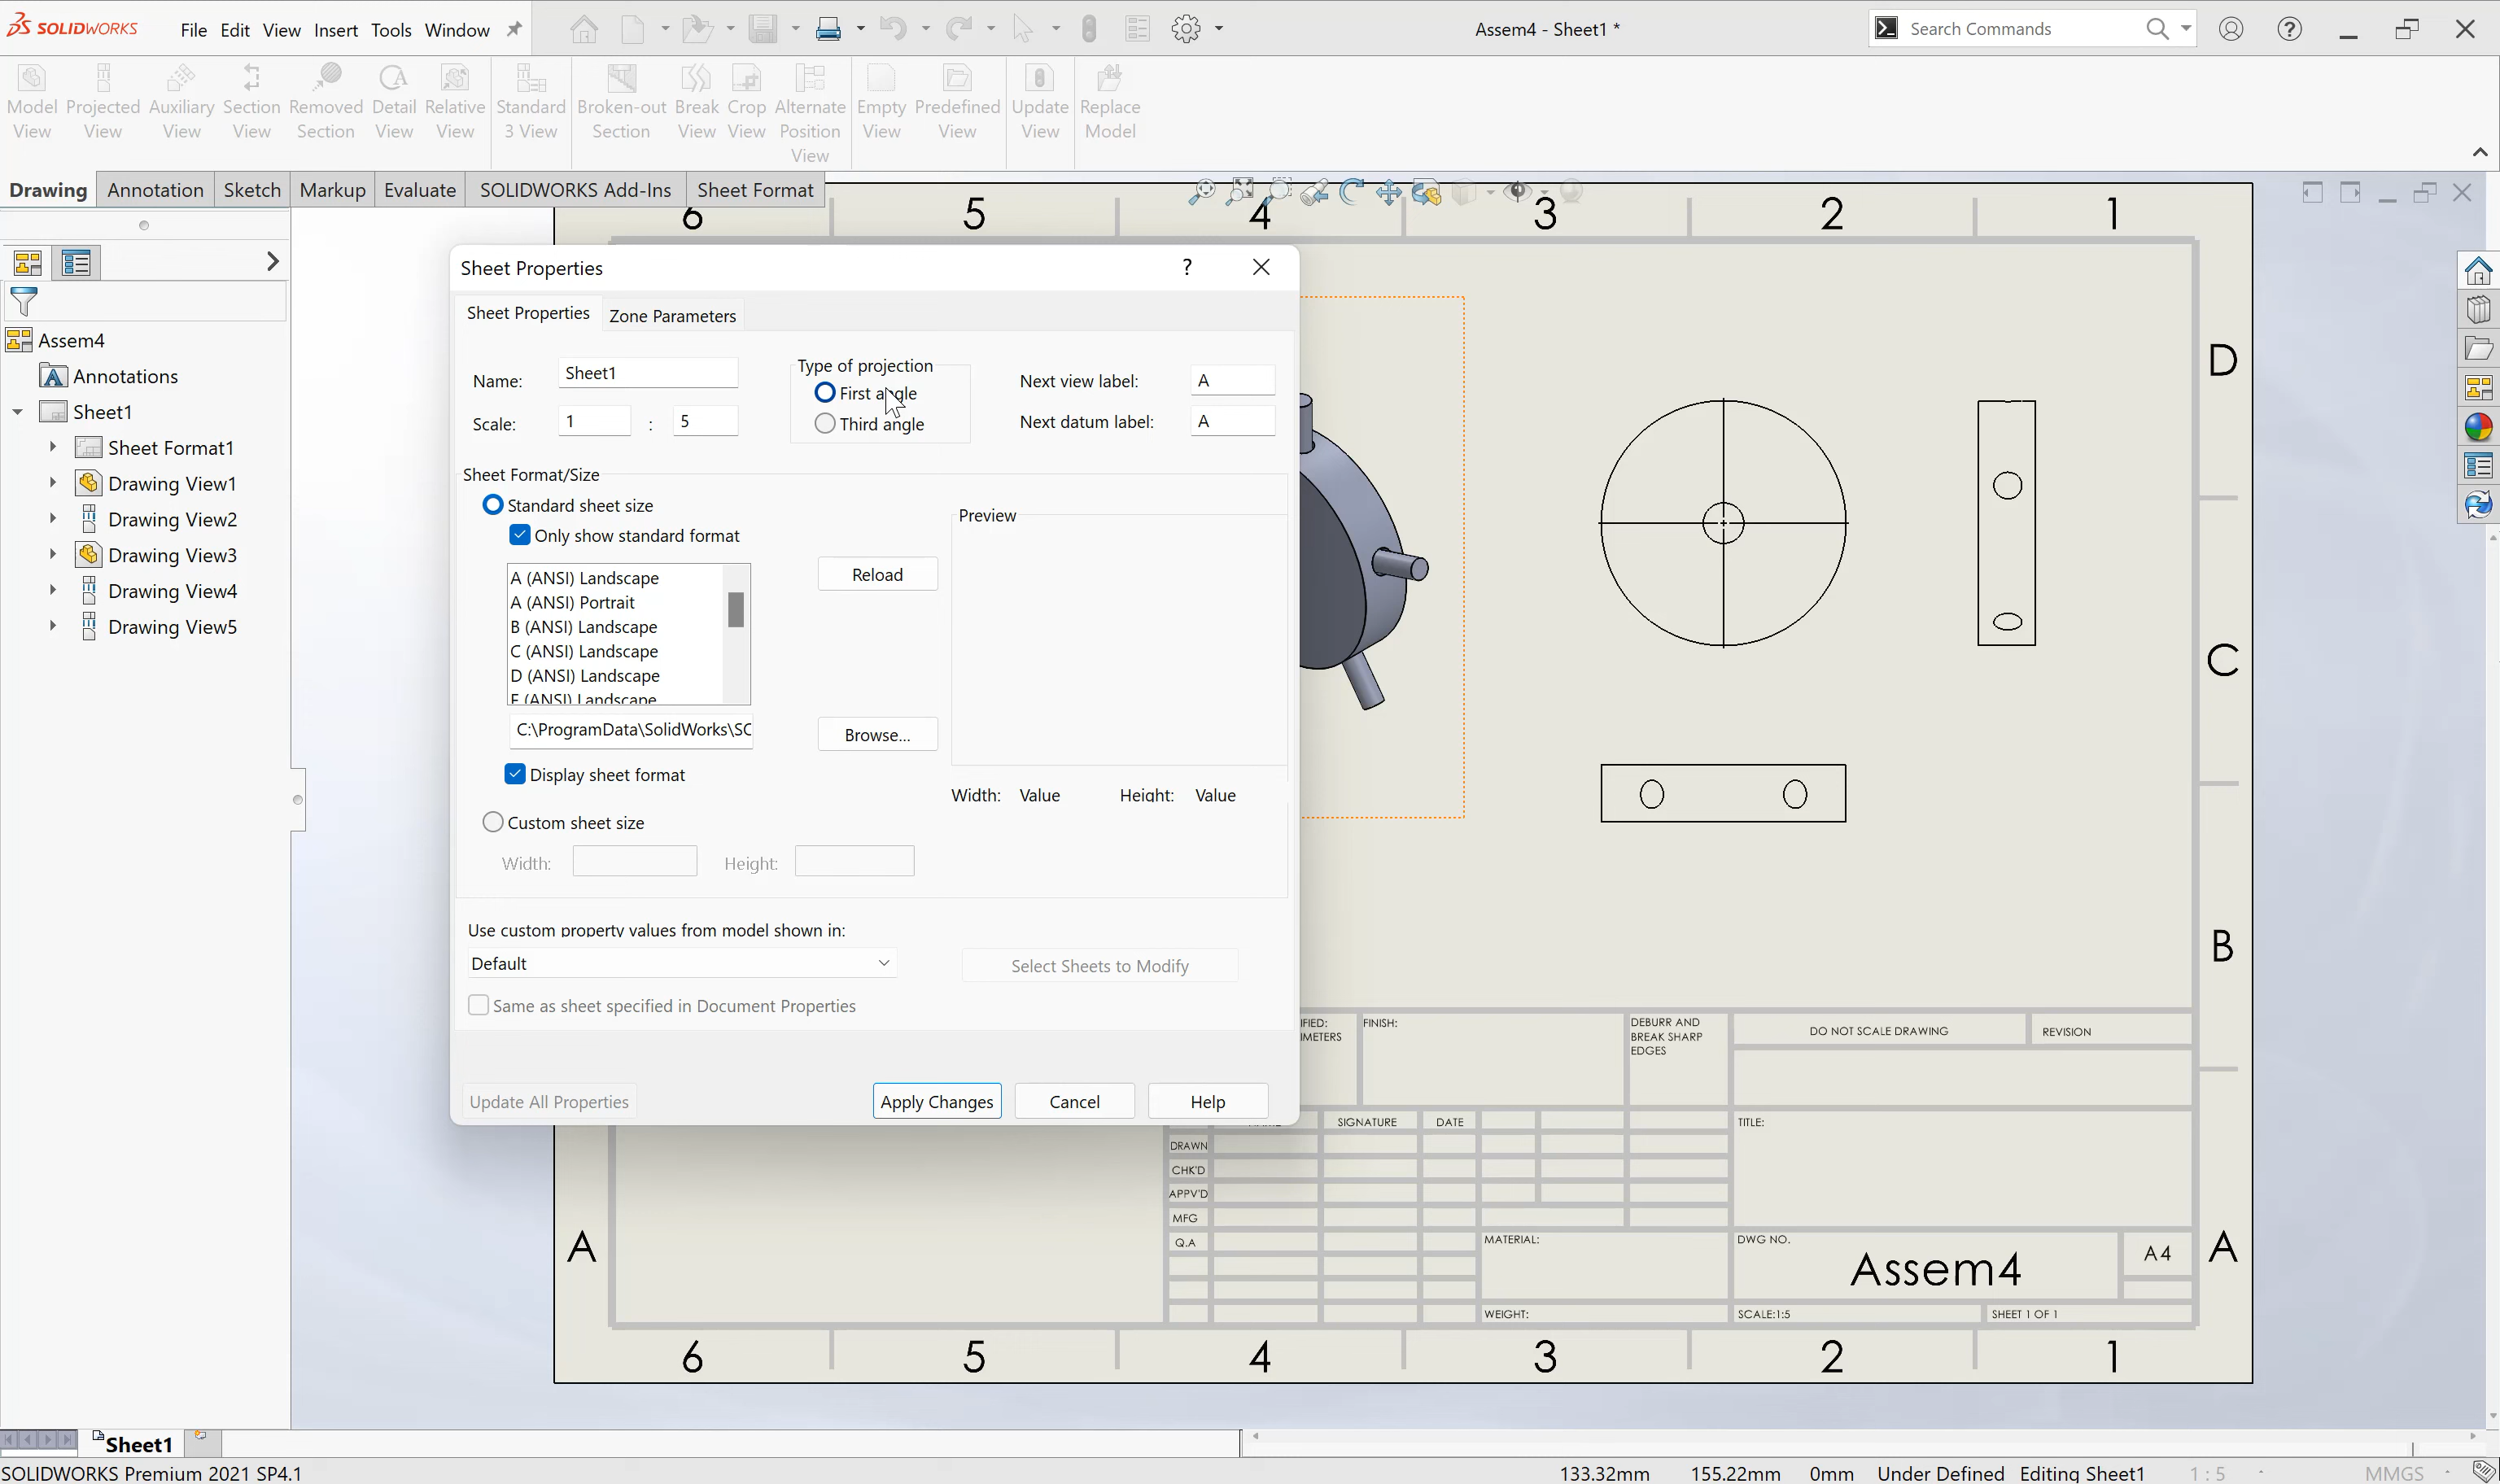 SOLIDWORKS File Edit View Insert Tools Window
Assem4 - Sheet1 *
Search Commands
Model View
Projected View
Auxiliary View
Section View
Removed Section
Detail View
Relative View
Standard 3 View
Broken-out Section
Break View
Crop View
Alternate Position View
Empty View
Predefined View
Update View
Replace Model
Drawing Annotation Sketch Markup Evaluate SOLIDWORKS Add-Ins Sheet Format
Assem4
Annotations
Sheet1
Sheet Format1
Drawing View1
Drawing View2
Drawing View3
Drawing View4
Drawing View5
6 5 4 3 2 1
Sheet Properties ?
Sheet Properties Zone Parameters
Name: Sheet1
Scale: 1 : 5
Type of projection
First angle
Third angle
Next view label: A
Next datum label: A
Sheet Format/Size
Standard sheet size
Only show standard format
A (ANSI) Landscape
A (ANSI) Portrait
B (ANSI) Landscape
C (ANSI) Landscape
D (ANSI) Landscape
E (ANSI) Landscape
Reload
C:\ProgramData\SolidWorks\SC
Browse...
Display sheet format
Preview
Width: Value Height: Value
Custom sheet size
Width: Height:
Use custom property values from model shown in:
Default
Select Sheets to Modify
Same as sheet specified in Document Properties
Update All Properties Apply Changes Cancel Help
D
C
B
A A
IFIED:
IMETERS
FINISH:
DEBURR AND
BREAK SHARP
EDGES
DO NOT SCALE DRAWING
REVISION
SIGNATURE DATE
TITLE:
DRAWN
CHK'D
APPV'D
MFG
Q.A
MATERIAL:
DWG NO.
Assem4
A4
WEIGHT:
SCALE:1:5
SHEET 1 OF 1
6 5 4 3 2 1
Sheet1
SOLIDWORKS Premium 2021 SP4.1
133.32mm 155.22mm 0mm Under Defined Editing Sheet1 1 : 5 MMGS